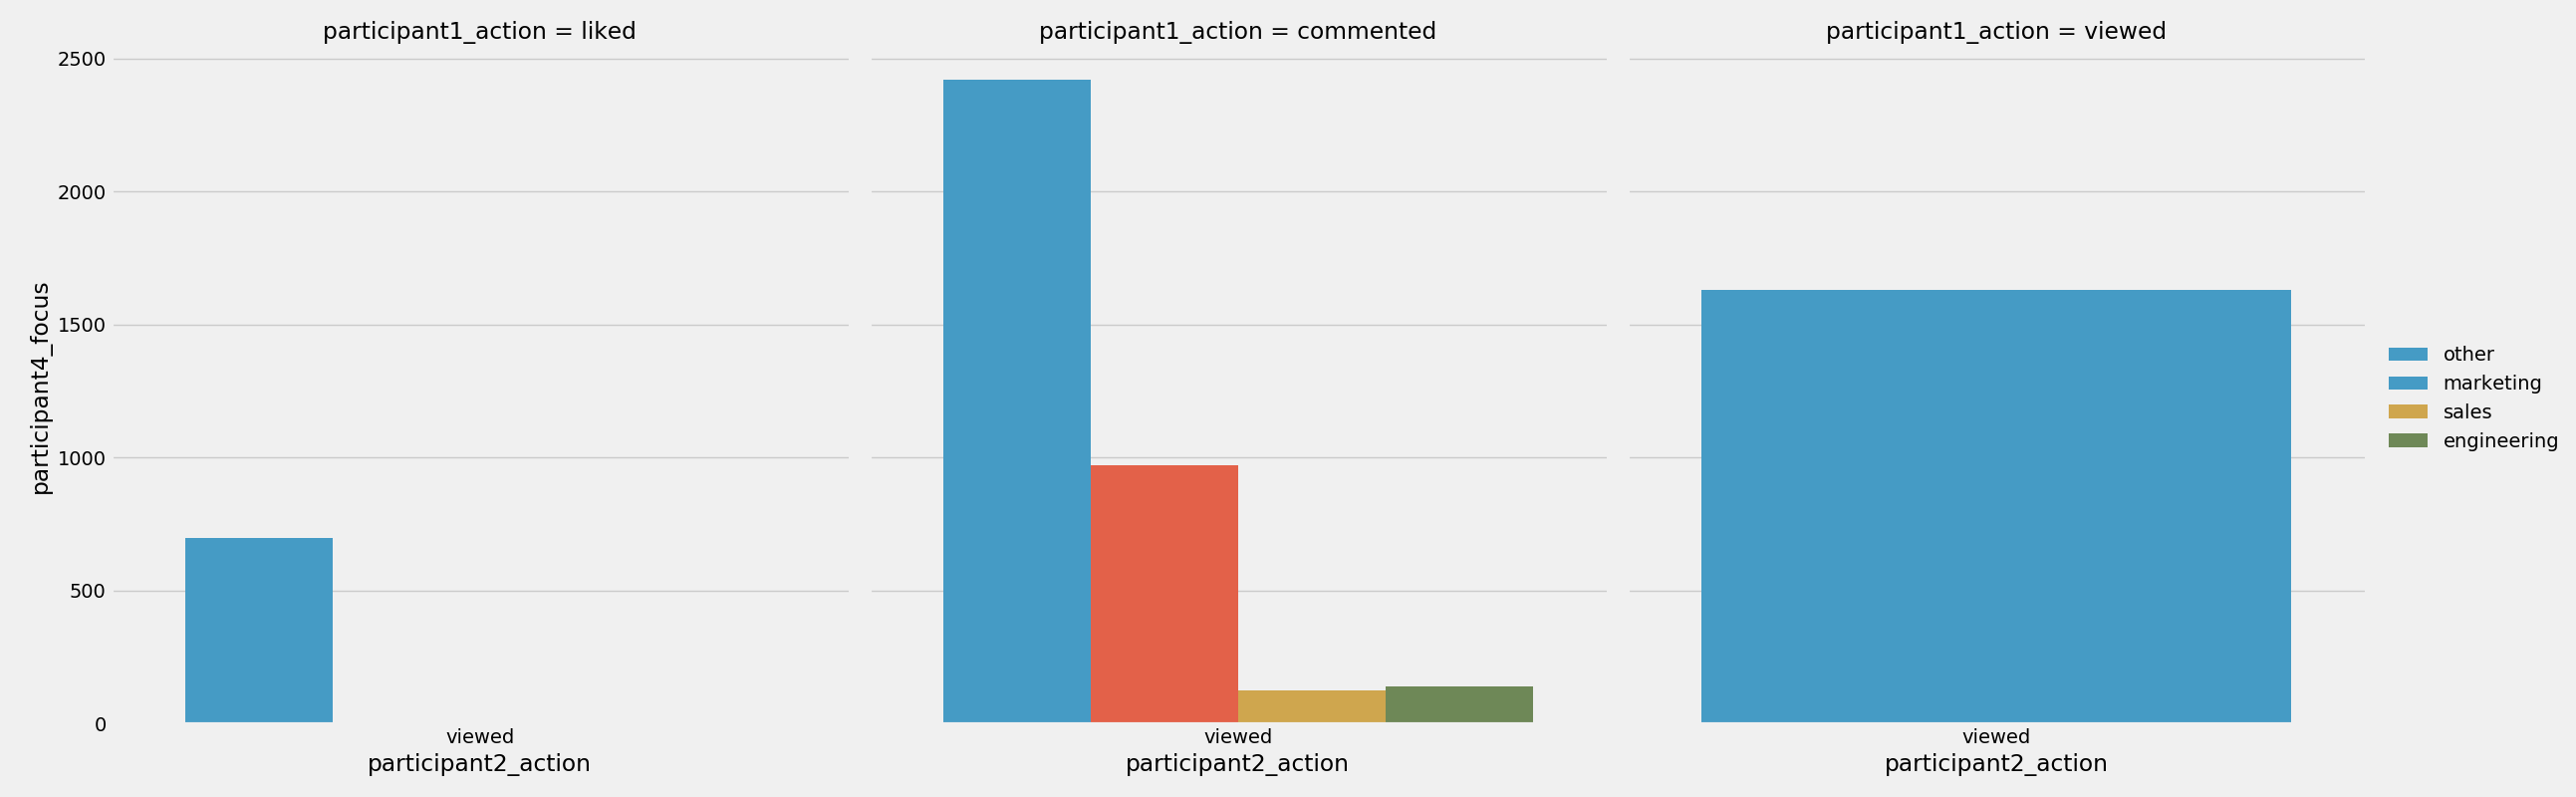 participant1_action = liked
participant1_action = commented
participant1_action = viewed
participant4_focus
2500
2000
1500
1000
500
0
viewed
viewed
viewed
participant2_action
participant2_action
participant2_action
other
marketing
sales
engineering